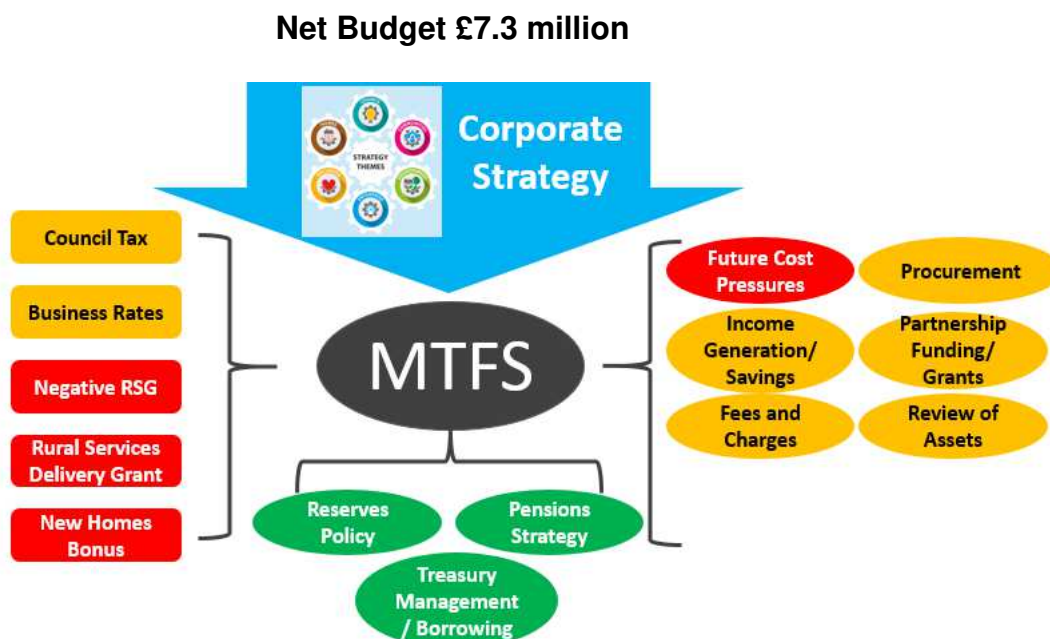 Net Budget £7.3 million
STRATEGY
THEMES
Corporate
Strategy
Council Tax
Business Rates
Negative RSG
Rural Services
Delivery Grant
New Homes
Bonus
MTFS
Future Cost
Pressures
Procurement
Income
Generation/
Savings
Partnership
Funding/
Grants
Fees and
Charges
Review of
Assets
Reserves
Policy
Pensions
Strategy
Treasury
Management
/ Borrowing